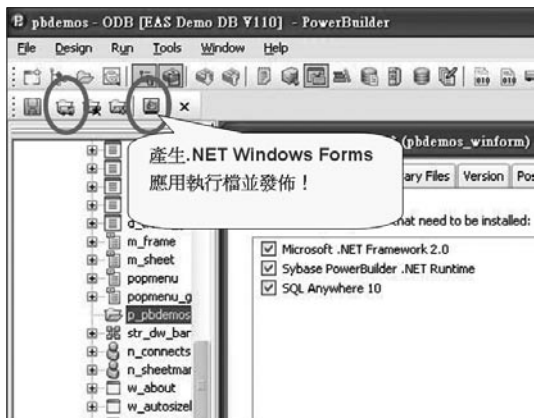 pbdemos - ODB [EAS Demo DB V110] - PowerBuilder
File Design Run Tools Window Help
產生.NET Windows Forms
應用執行檔並發佈！
(pbdemos_winform)
ary Files Version Pos
hat need to be installed:
Microsoft .NET Framework 2.0
Sybase PowerBuilder .NET Runtime
SQL Anywhere 10
m_frame
m_sheet
popmenu
popmenu_g
p_pbdemos
str_dw_bar
n_connects
n_sheetmar
w_about
w_autosizel